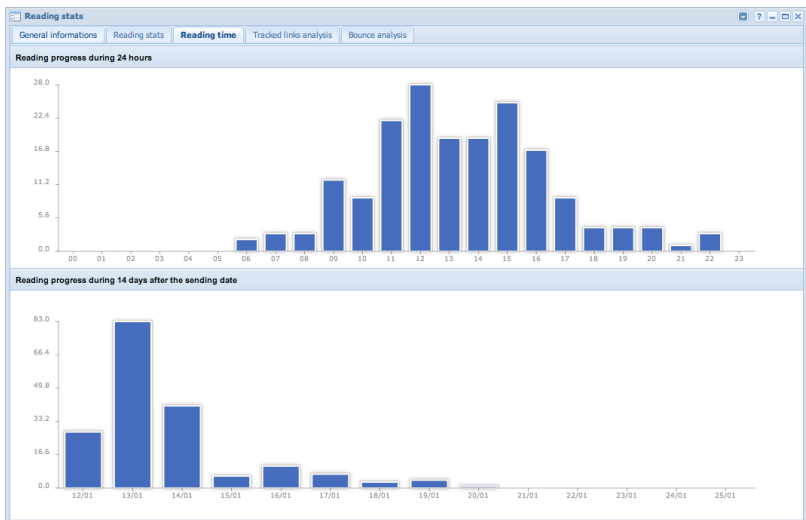 Reading stats
General informations Reading stats Reading time Tracked links analysis Bounce analysis
Reading progress during 24 hours
28.0
22.4
16.8
11.2
5.6
0.0
00 01 02 03 04 05 06 07 08 09 10 11 12 13 14 15 16 17 18 19 20 21 22 23
Reading progress during 14 days after the sending date
83.0
66.4
49.8
33.2
16.6
0.0
12/01 13/01 14/01 15/01 16/01 17/01 18/01 19/01 20/01 21/01 22/01 23/01 24/01 25/01